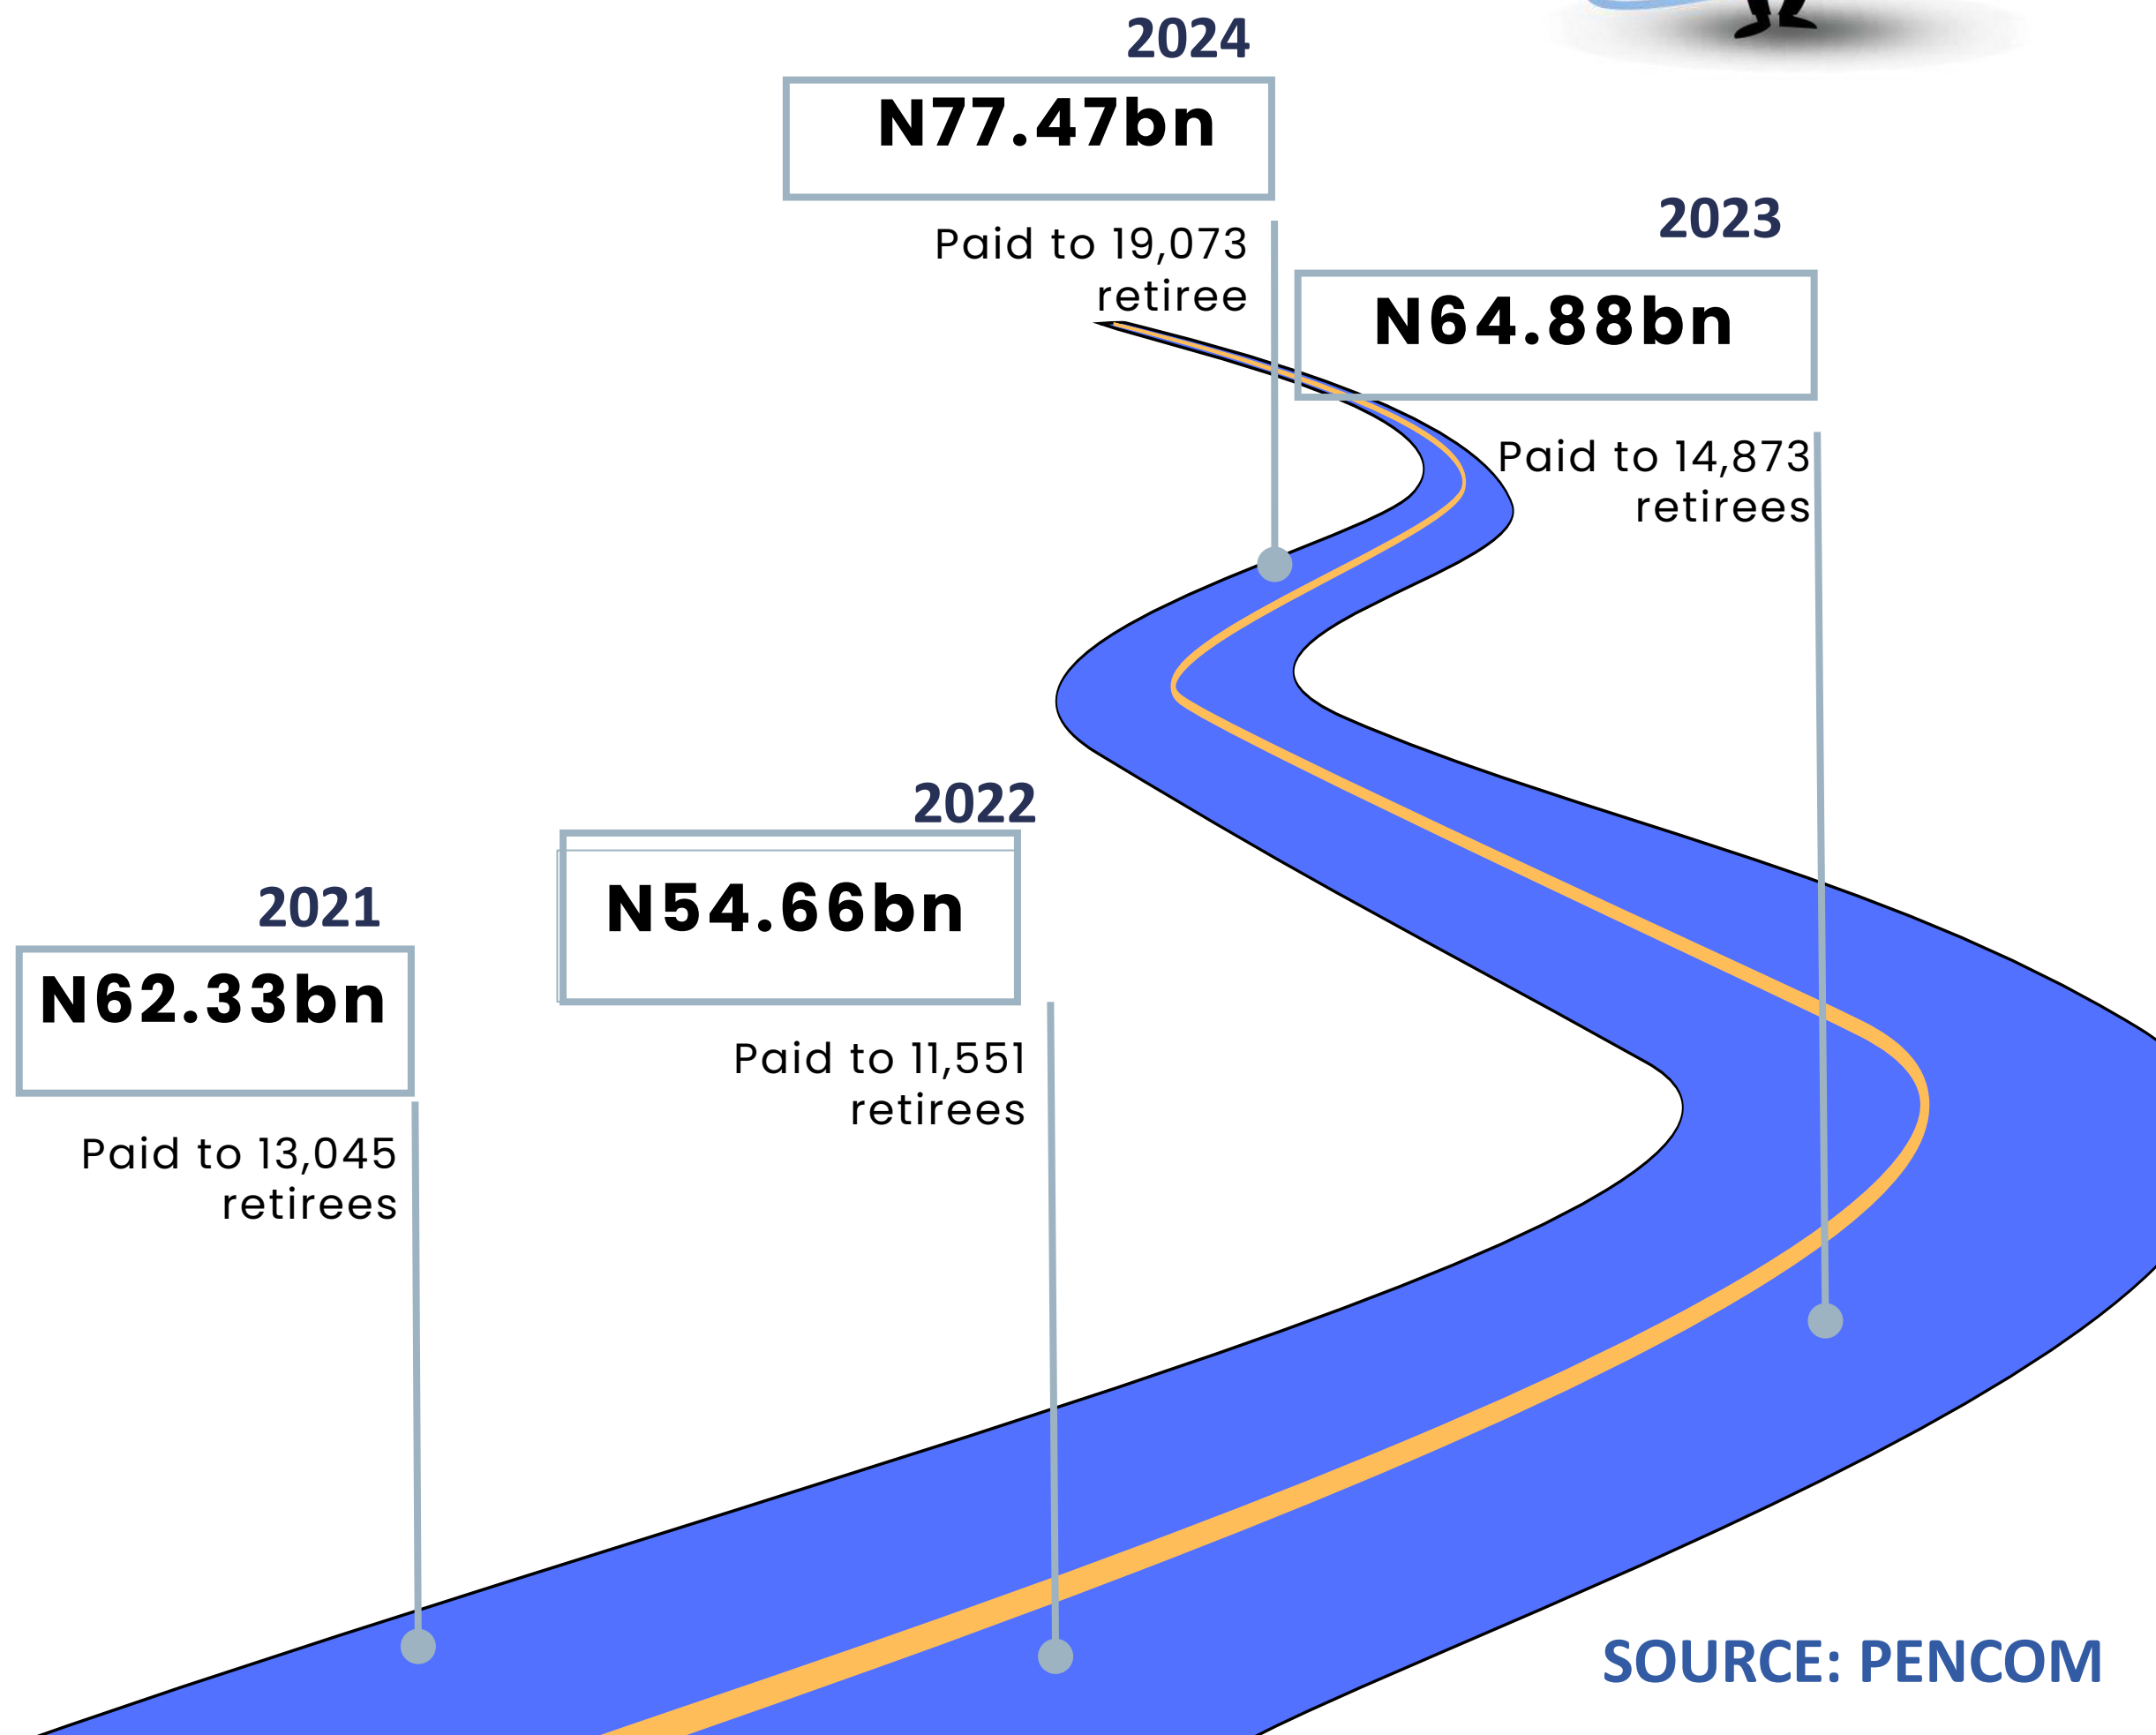 2024
N77.47bn
Paid to 19,073
retiree
2023
N64.88bn
Paid to 14,873
retirees
2022
N54.66bn
Paid to 11,551
retirees
2021
N62.33bn
Paid to 13,045
retirees
SOURCE: PENCOM